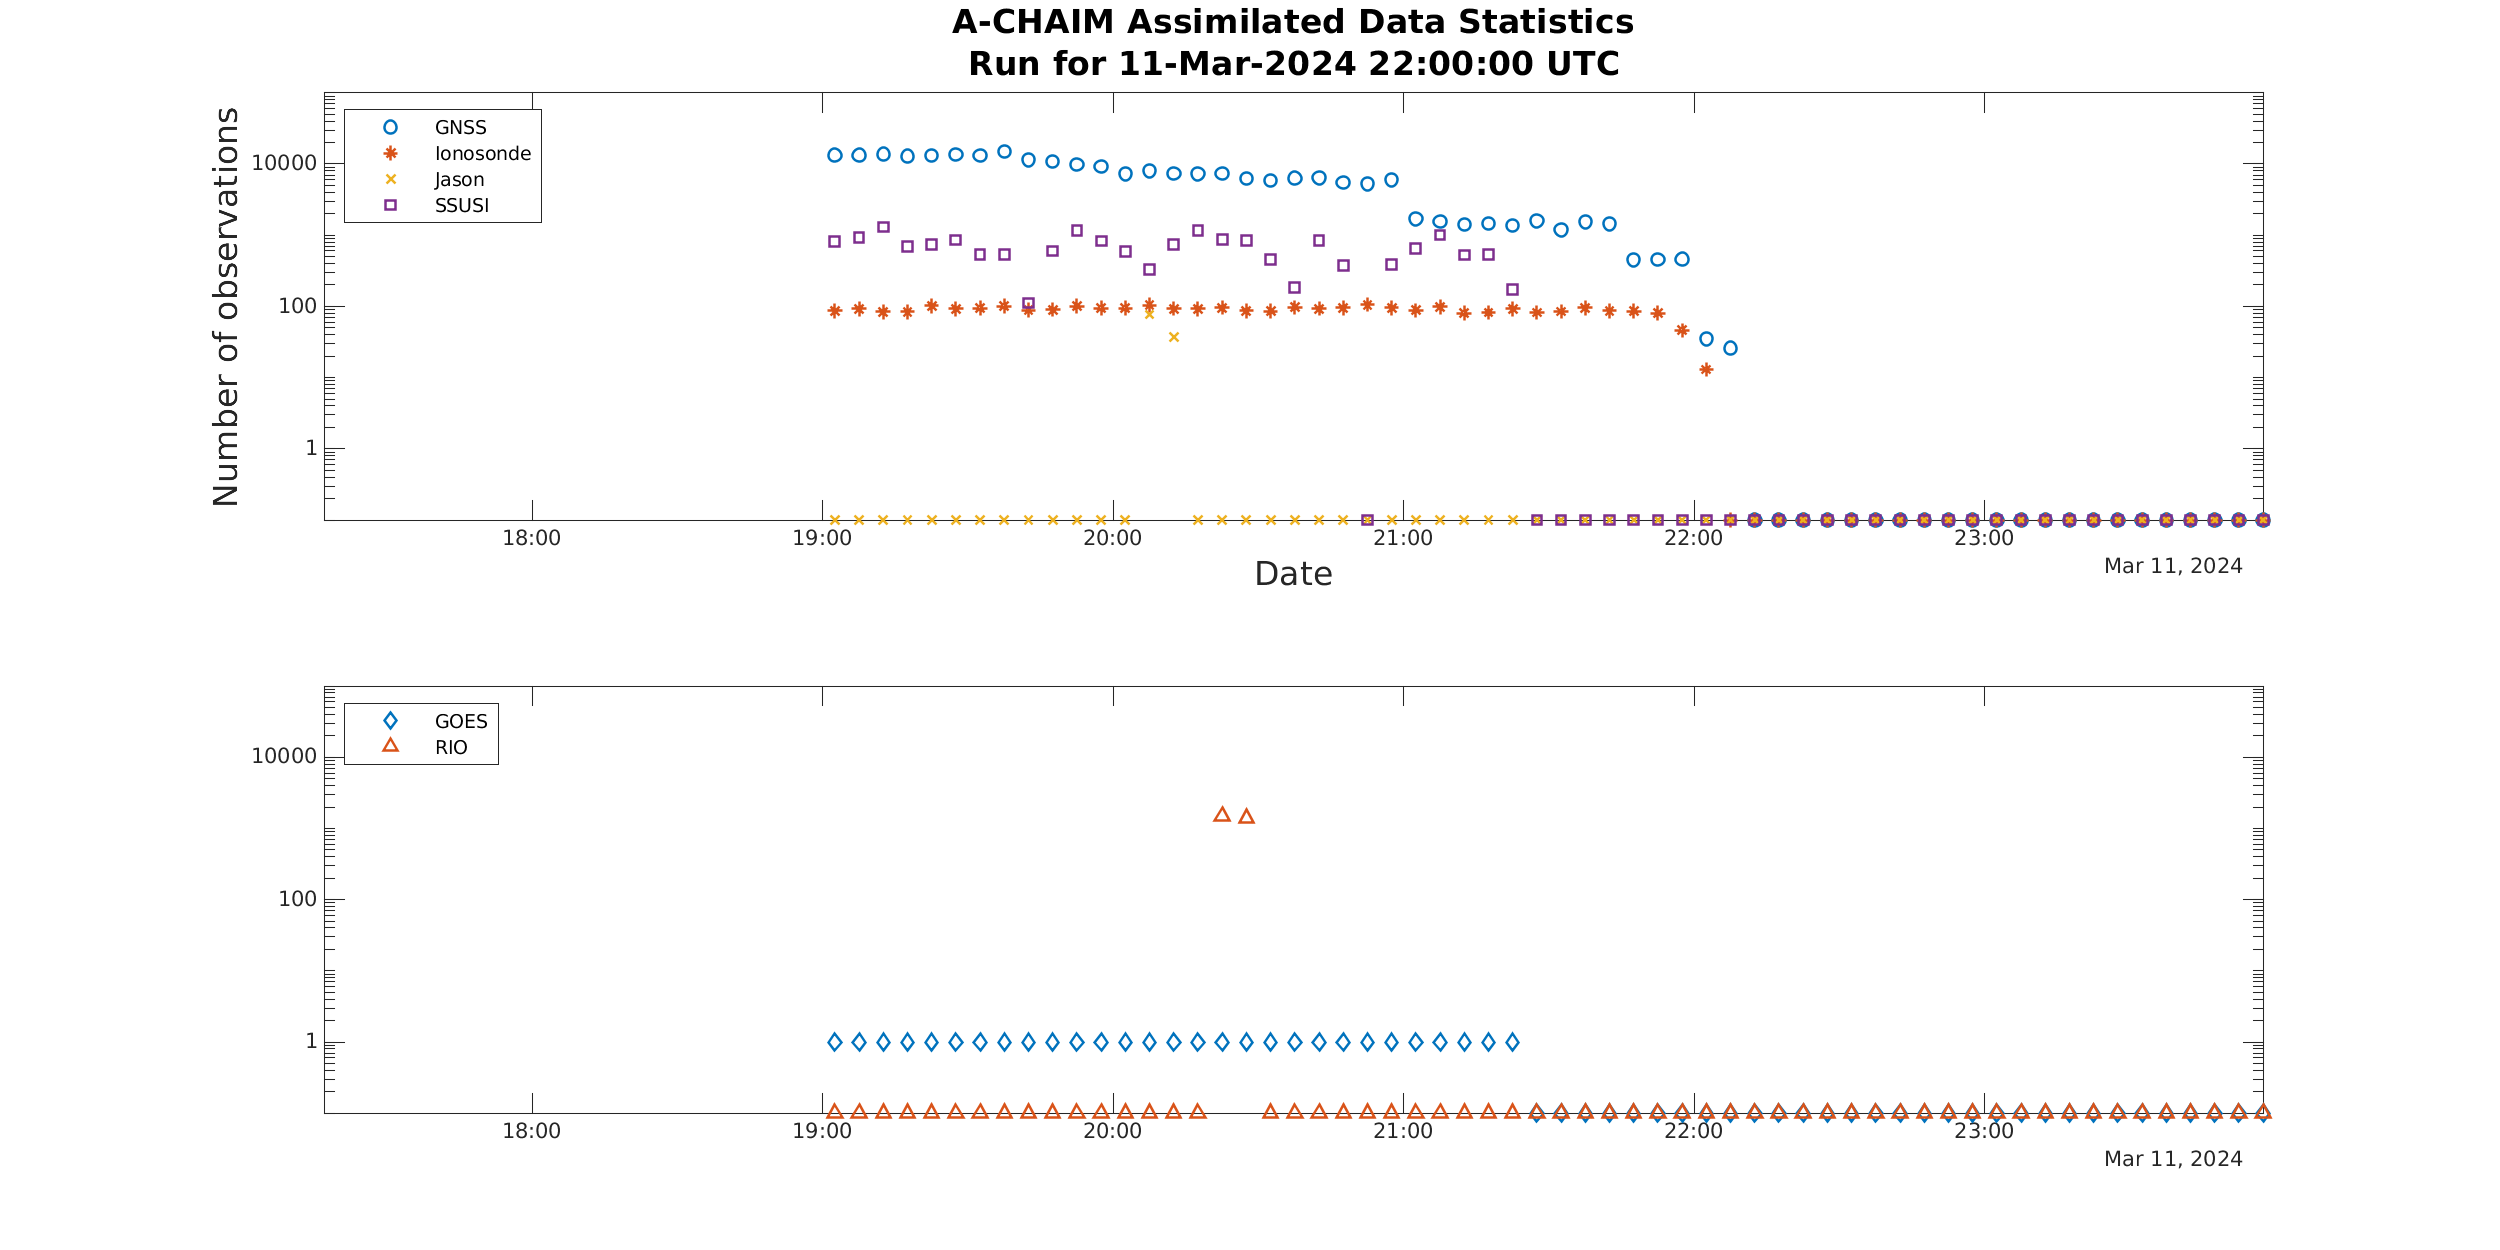 A-CHAIM Assimilated Data Statistics
Run for 11-Mar-2024 22:00:00 UTC
Number of observations
10000
100
1
GNSS
Ionosonde
Jason
SSUSI
18:00 19:00 20:00 21:00 22:00 23:00
Mar 11, 2024
Date
10000
100
1
GOES
RIO
18:00 19:00 20:00 21:00 22:00 23:00
Mar 11, 2024